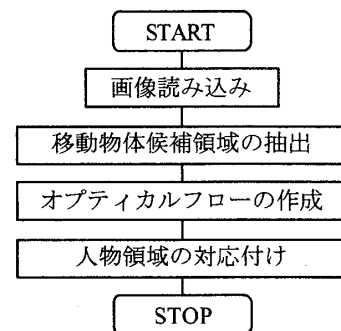 START
画像読み込み
移動物体候補領域の抽出
オプティカルフローの作成
人物領域の対応付け
STOP